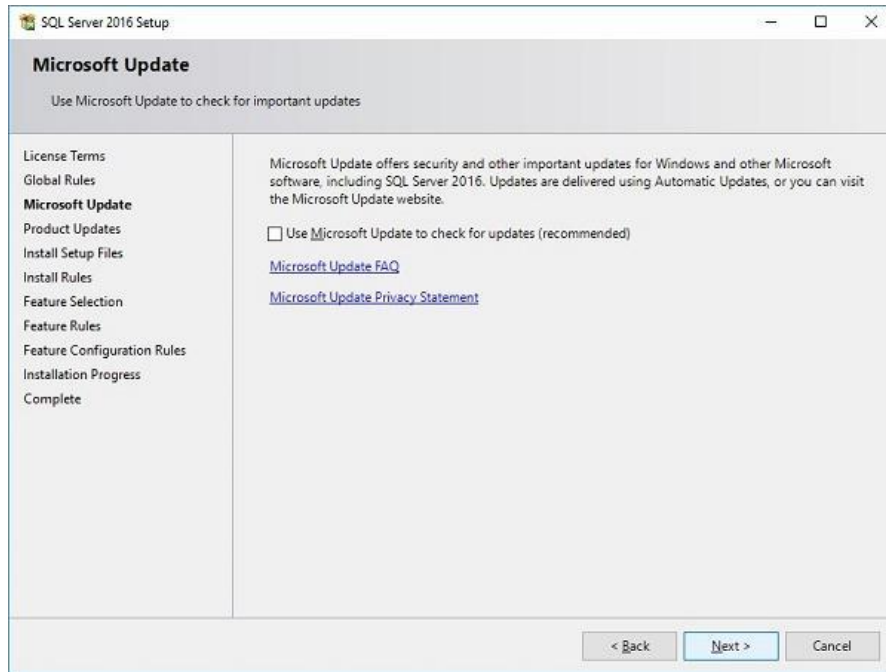 SQL Server 2016 Setup
Microsoft Update
Use Microsoft Update to check for important updates
License Terms
Global Rules
Microsoft Update
Product Updates
Install Setup Files
Install Rules
Feature Selection
Feature Rules
Feature Configuration Rules
Installation Progress
Complete
Microsoft Update offers security and other important updates for Windows and other Microsoft
software, including SQL Server 2016. Updates are delivered using Automatic Updates, or you can visit
the Microsoft Update website.
Use Microsoft Update to check for updates (recommended)
Microsoft Update FAQ
Microsoft Update Privacy Statement
< Back
Next >
Cancel